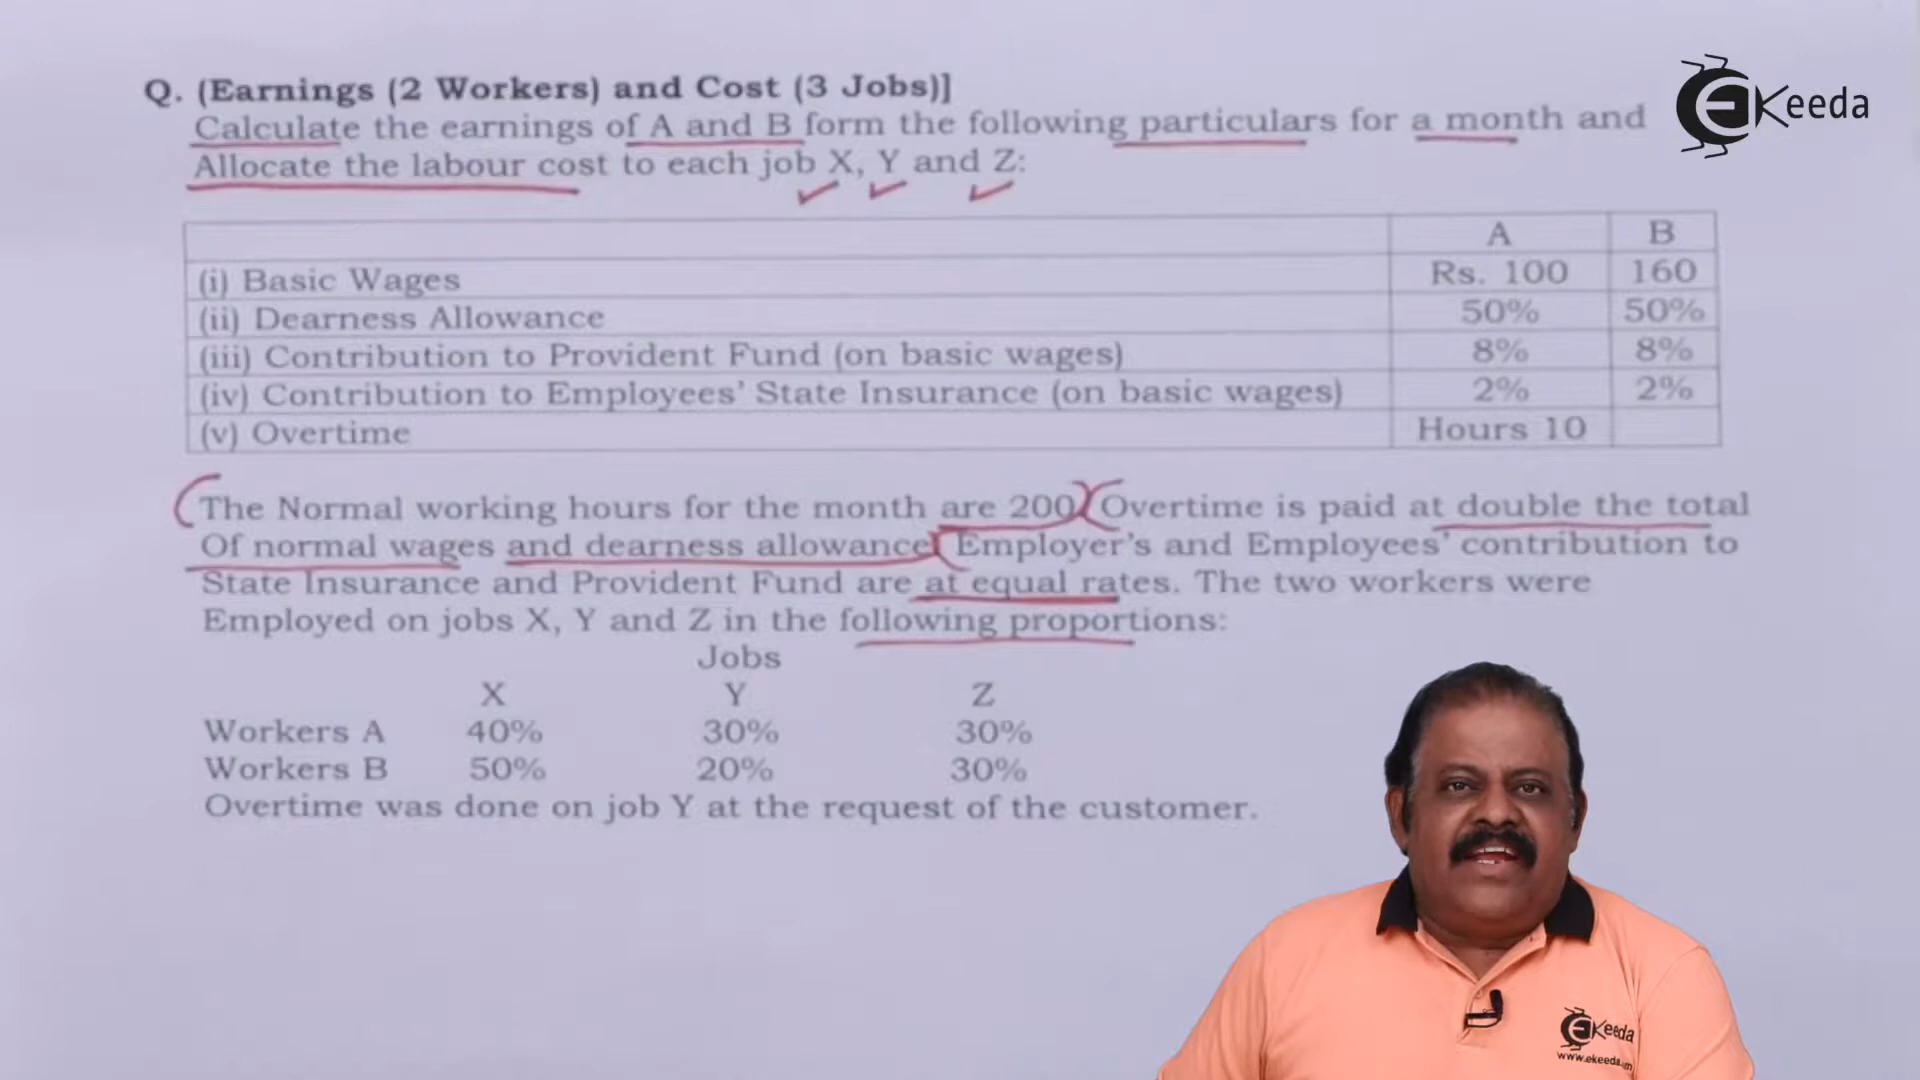 Q. (Earnings (2 Workers) and Cost (3 Jobs)]
EKeeda
Calculate the earnings of A and B form the following particulars for a month and
Allocate the labour cost to each job X, Y and Z:
A B
(i) Basic Wages Rs. 100 160
(ii) Dearness Allowance 50% 50%
(iii) Contribution to Provident Fund (on basic wages) 8% 8%
(iv) Contribution to Employees' State Insurance (on basic wages) 2% 2%
(v) Overtime Hours 10
The Normal working hours for the month are 200. Overtime is paid at double the total
Of normal wages and dearness allowance. Employer's and Employees' contribution to
State Insurance and Provident Fund are at equal rates. The two workers were
Employed on jobs X, Y and Z in the following proportions:
Jobs
X Y Z
Workers A 40% 30% 30%
Workers B 50% 20% 30%
Overtime was done on job Y at the request of the customer.
EKeeda
www.ekeeda.com